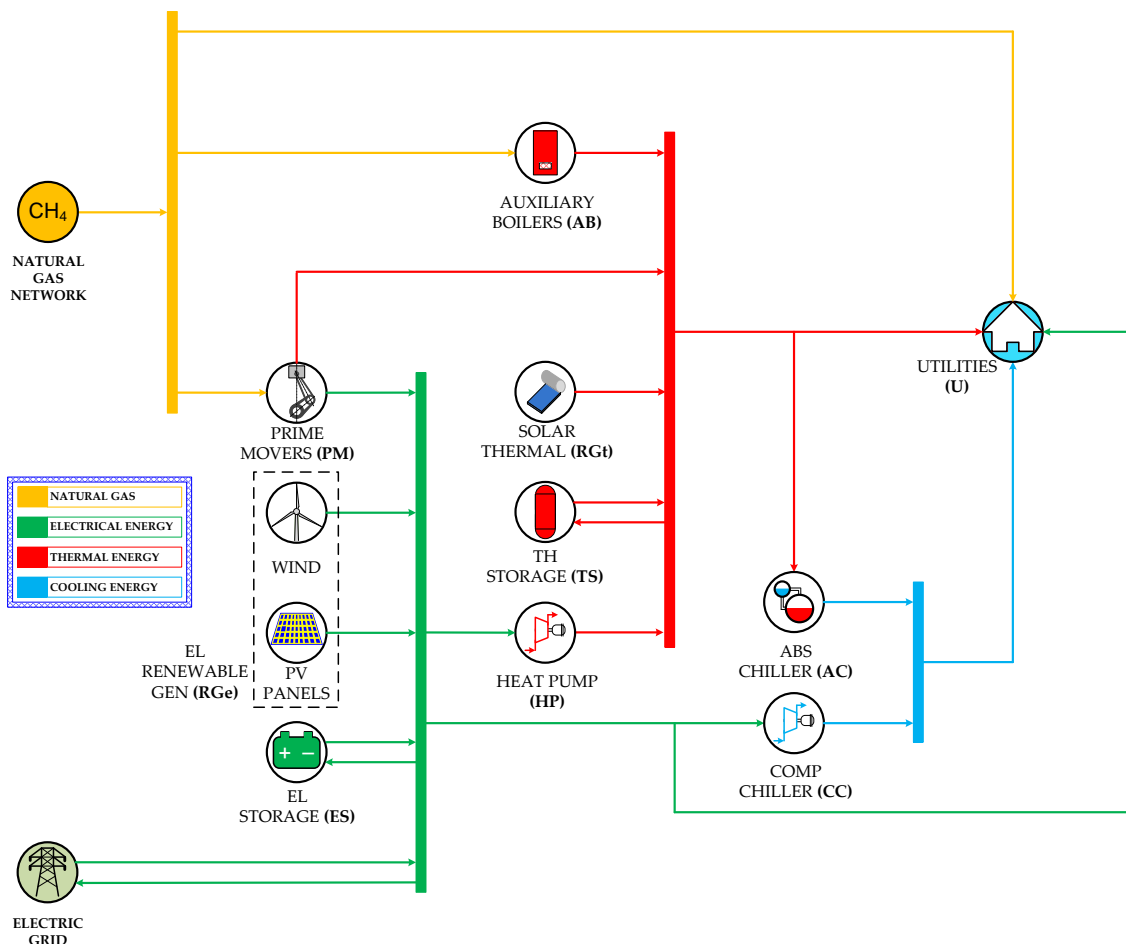 CH₄
NATURAL
GAS
NETWORK
AUXILIARY
BOILERS (AB)
PRIME
MOVERS (PM)
SOLAR
THERMAL (RGt)
UTILITIES
(U)
NATURAL GAS
ELECTRICAL ENERGY
THERMAL ENERGY
COOLING ENERGY
WIND
TH
STORAGE (TS)
EL
RENEWABLE
GEN (RGe)
PV
PANELS
HEAT PUMP
(HP)
ABS
CHILLER (AC)
+ −
EL
STORAGE (ES)
COMP
CHILLER (CC)
ELECTRIC
GRID